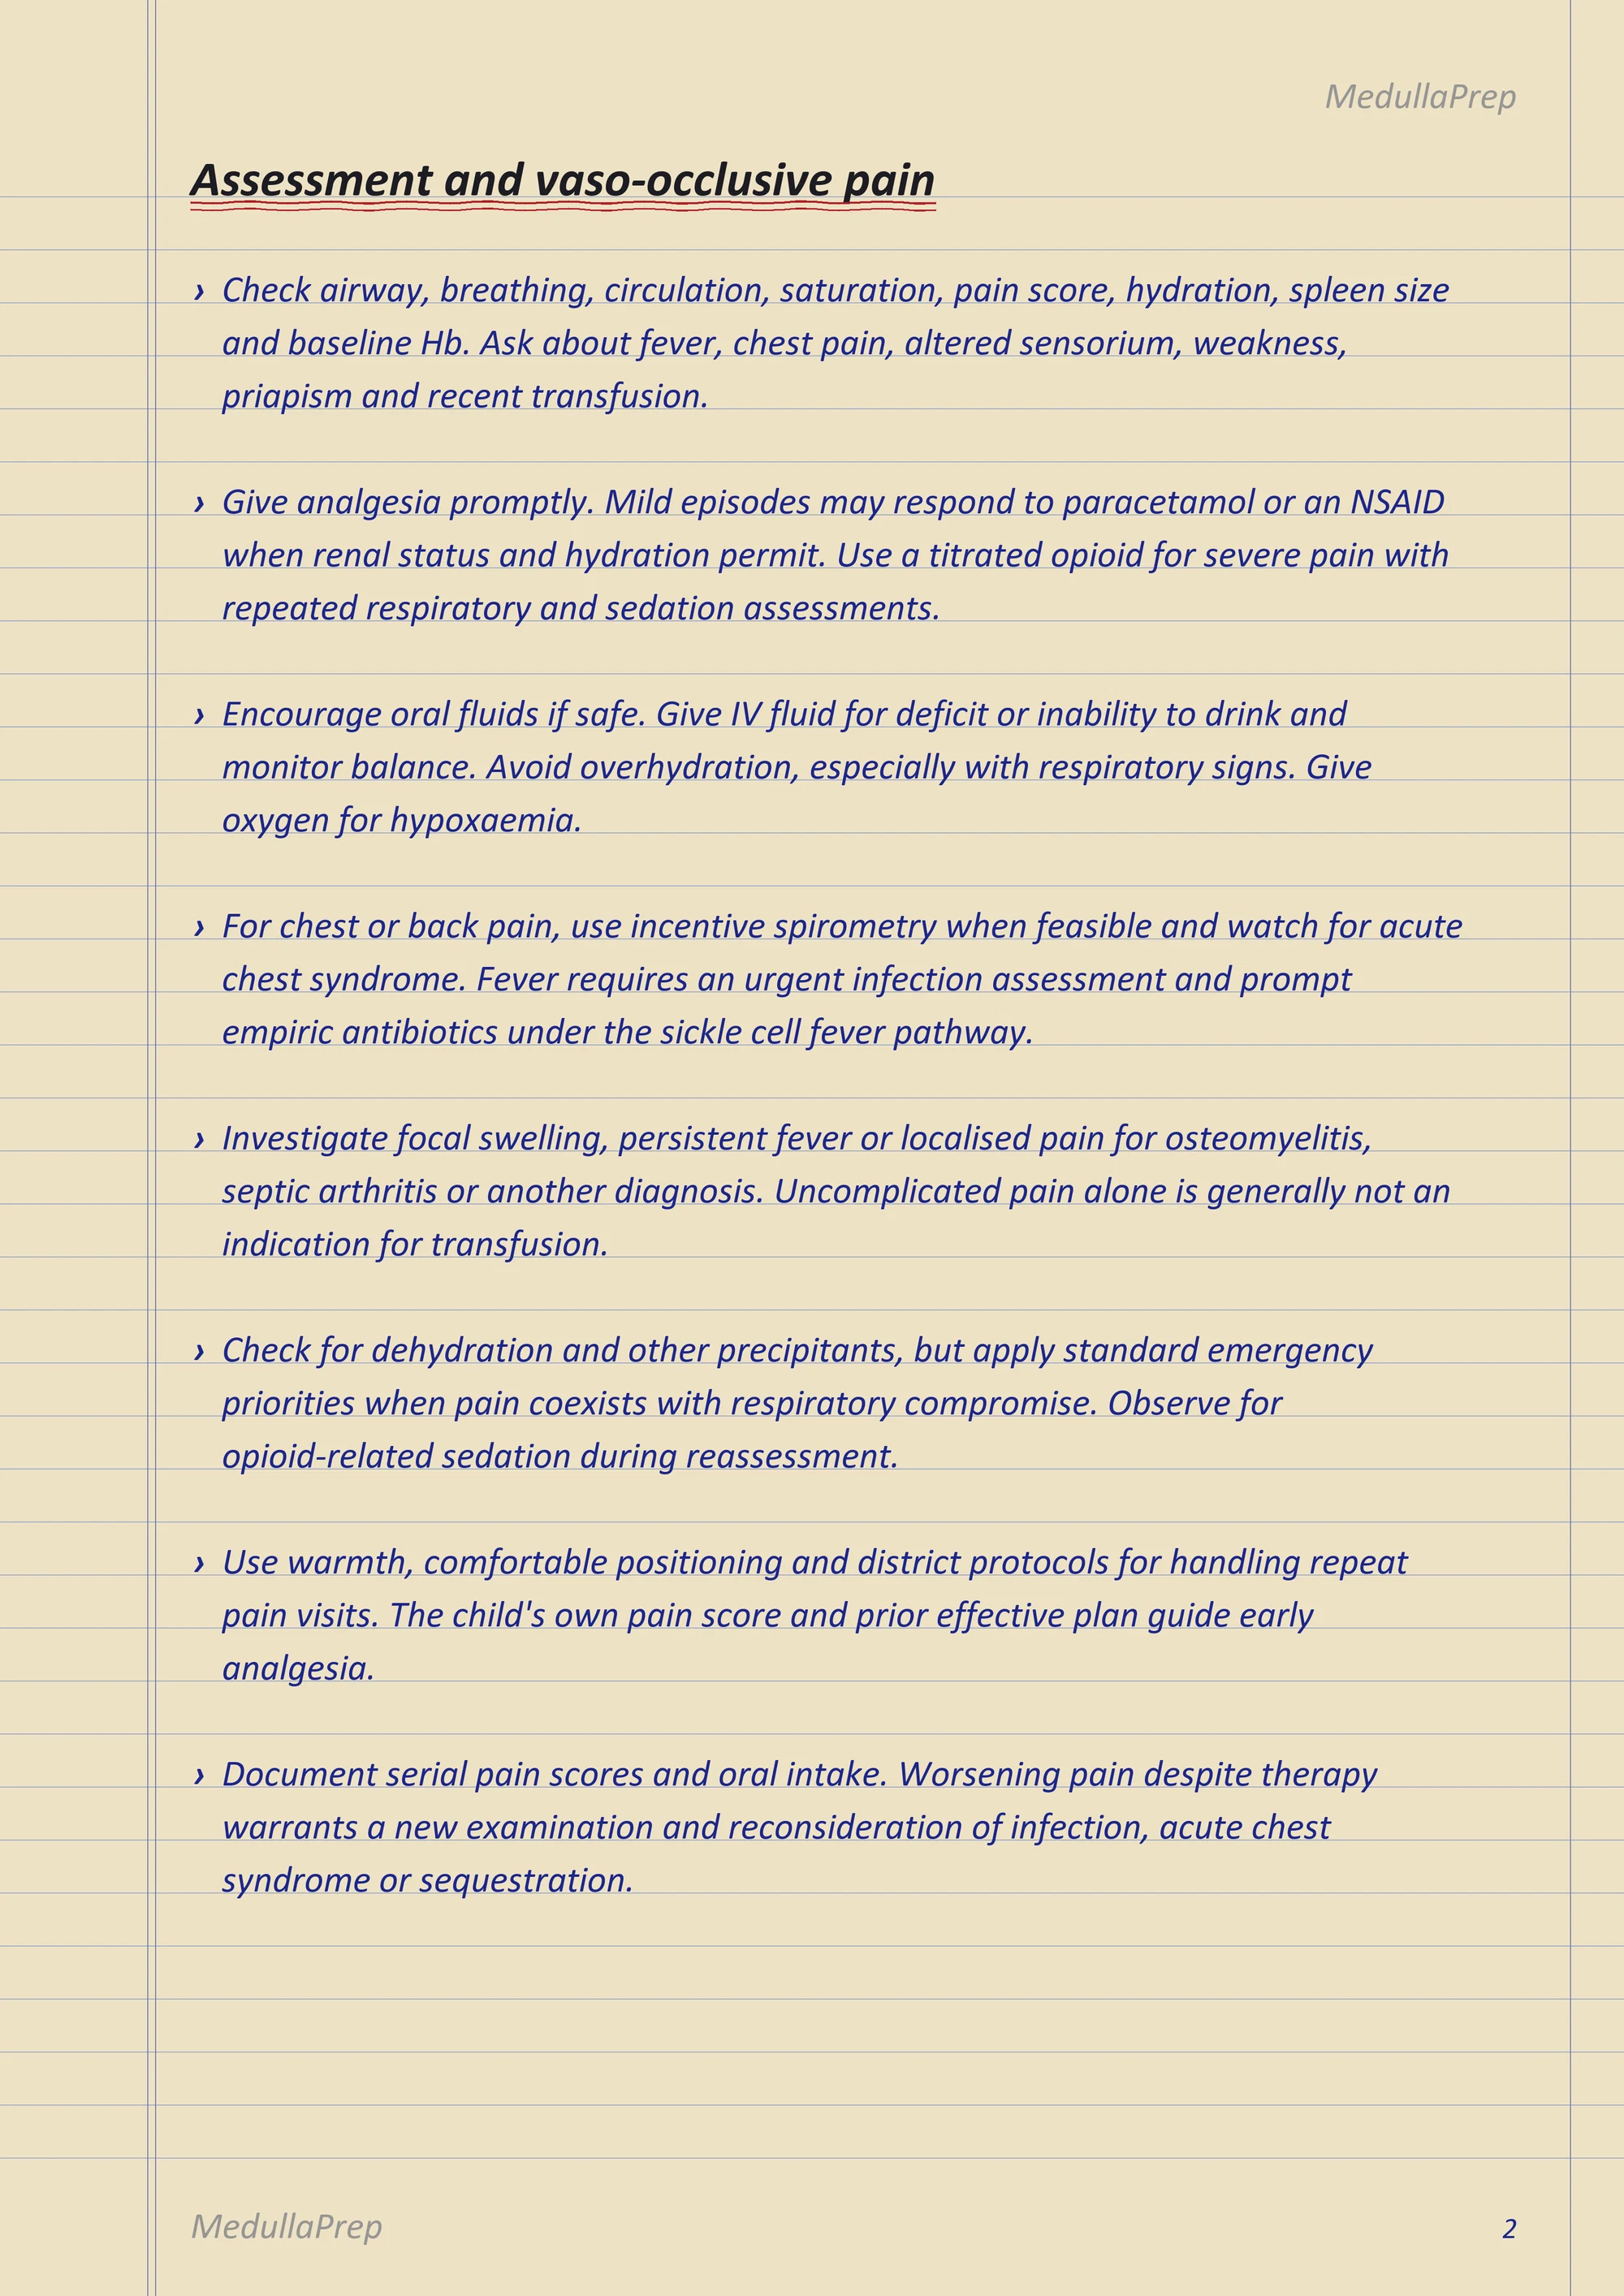 MedullaPrep
Assessment and vaso-occlusive pain
› Check airway, breathing, circulation, saturation, pain score, hydration, spleen size
and baseline Hb. Ask about fever, chest pain, altered sensorium, weakness,
priapism and recent transfusion.
› Give analgesia promptly. Mild episodes may respond to paracetamol or an NSAID
when renal status and hydration permit. Use a titrated opioid for severe pain with
repeated respiratory and sedation assessments.
› Encourage oral fluids if safe. Give IV fluid for deficit or inability to drink and
monitor balance. Avoid overhydration, especially with respiratory signs. Give
oxygen for hypoxaemia.
› For chest or back pain, use incentive spirometry when feasible and watch for acute
chest syndrome. Fever requires an urgent infection assessment and prompt
empiric antibiotics under the sickle cell fever pathway.
› Investigate focal swelling, persistent fever or localised pain for osteomyelitis,
septic arthritis or another diagnosis. Uncomplicated pain alone is generally not an
indication for transfusion.
› Check for dehydration and other precipitants, but apply standard emergency
priorities when pain coexists with respiratory compromise. Observe for
opioid-related sedation during reassessment.
› Use warmth, comfortable positioning and district protocols for handling repeat
pain visits. The child's own pain score and prior effective plan guide early
analgesia.
› Document serial pain scores and oral intake. Worsening pain despite therapy
warrants a new examination and reconsideration of infection, acute chest
syndrome or sequestration.
MedullaPrep
2